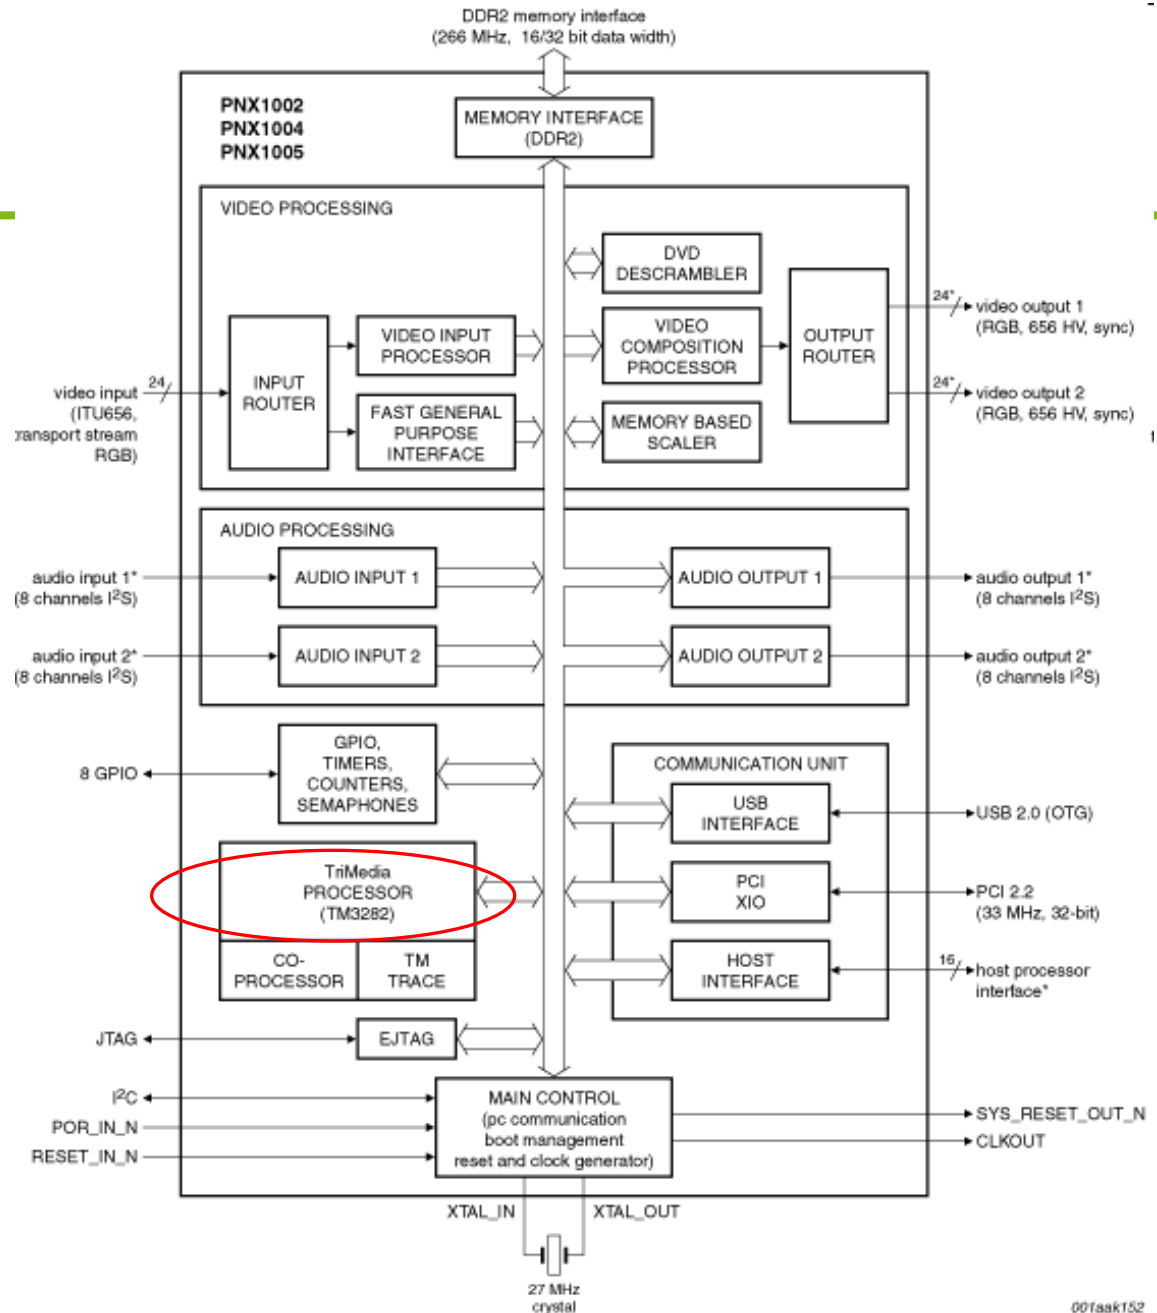 DDR2 memory interface
(266 MHz, 16/32 bit data width)
PNX1002
PNX1004
PNX1005
MEMORY INTERFACE
(DDR2)
VIDEO PROCESSING
DVD
DESCRAMBLER
VIDEO INPUT
PROCESSOR
VIDEO
COMPOSITION
PROCESSOR
OUTPUT
ROUTER
24*
video output 1
(RGB, 656 HV, sync)
24*
video output 2
(RGB, 656 HV, sync)
video input
(ITU656,
transport stream
RGB)
24
INPUT
ROUTER
FAST GENERAL
PURPOSE
INTERFACE
MEMORY BASED
SCALER
AUDIO PROCESSING
audio input 1*
(8 channels I²S)
AUDIO INPUT 1
AUDIO OUTPUT 1
audio output 1*
(8 channels I²S)
audio input 2*
(8 channels I²S)
AUDIO INPUT 2
AUDIO OUTPUT 2
audio output 2*
(8 channels I²S)
8 GPIO
GPIO,
TIMERS,
COUNTERS,
SEMAPHONES
COMMUNICATION UNIT
USB
INTERFACE
USB 2.0 (OTG)
TriMedia
PROCESSOR
(TM3282)
PCI
XIO
PCI 2.2
(33 MHz, 32-bit)
CO-
PROCESSOR
TM
TRACE
HOST
INTERFACE
16
host processor
interface*
JTAG
EJTAG
I²C
POR_IN_N
RESET_IN_N
MAIN CONTROL
(pc communication
boot management
reset and clock generator)
SYS_RESET_OUT_N
CLKOUT
XTAL_IN
XTAL_OUT
27 MHz
crystal
001aak152